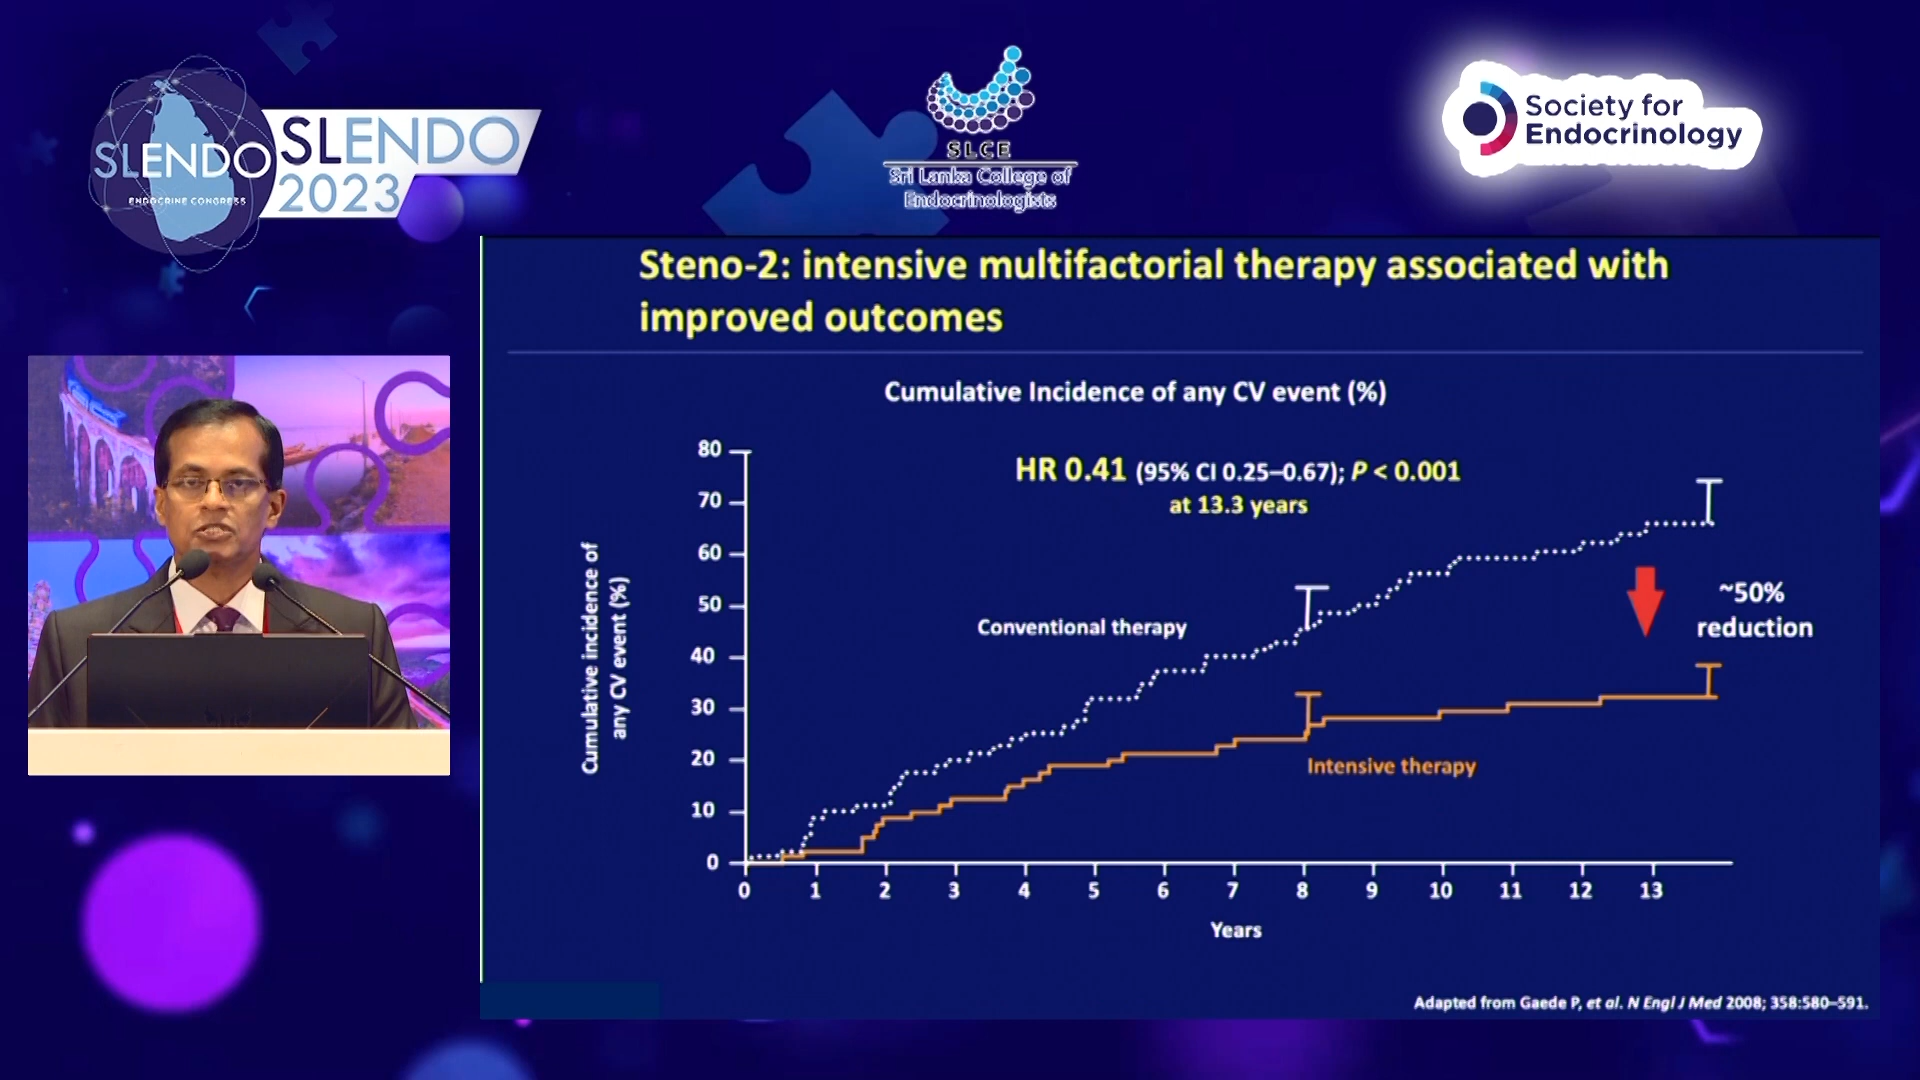 SLENDO
ENDOCRINE CONGRESS
SLENDO
2023
SLCE
Sri Lanka College of
Endocrinologists
Society for
Endocrinology
Steno-2: intensive multifactorial therapy associated with
improved outcomes
Cumulative Incidence of any CV event (%)
HR 0.41 (95% CI 0.25–0.67); P < 0.001
at 13.3 years
Cumulative incidence of
any CV event (%)
80
70
60
50
40
30
20
10
0
Conventional therapy
~50%
reduction
Intensive therapy
0 1 2 3 4 5 6 7 8 9 10 11 12 13
Years
Adapted from Gaede P, et al. N Engl J Med 2008; 358:580–591.